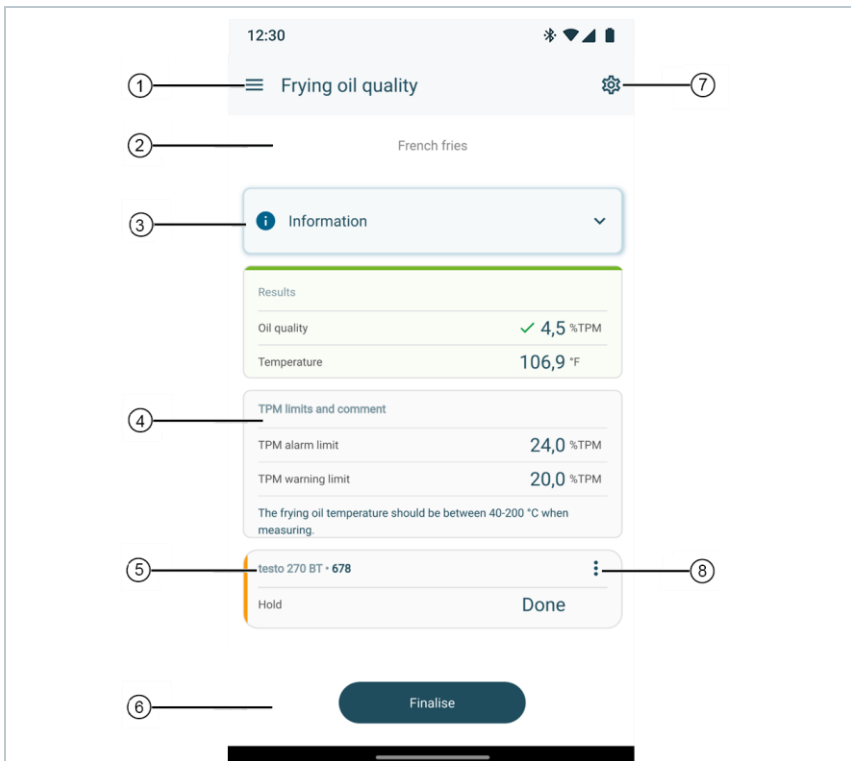 12:30
① Frying oil quality ⑦
② French fries
③ Information
Results
Oil quality 4,5 %TPM
Temperature 106,9 °F
④ TPM limits and comment
TPM alarm limit 24,0 %TPM
TPM warning limit 20,0 %TPM
The frying oil temperature should be between 40-200 °C when
measuring.
⑤ testo 270 BT • 678 ⑧
Hold Done
⑥ Finalise